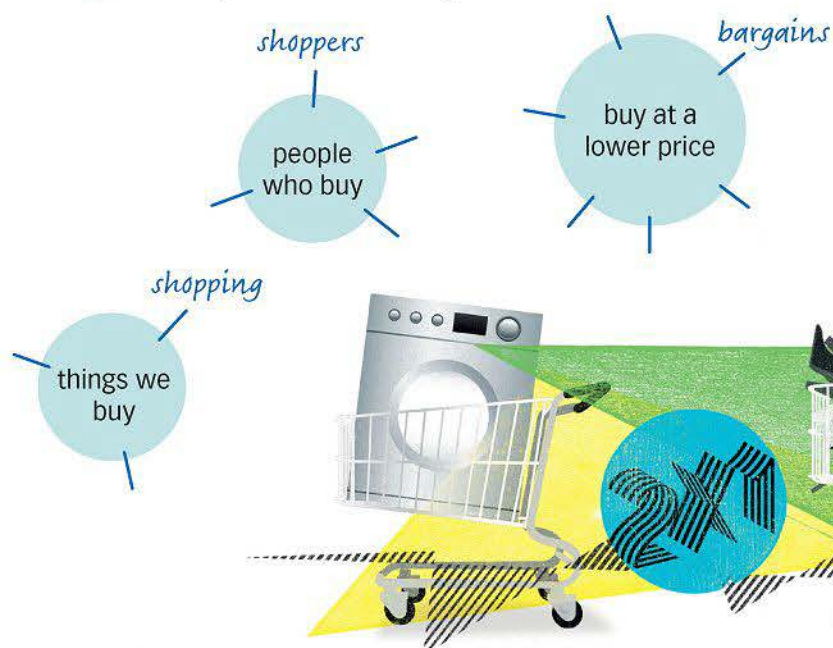 shoppers
bargains
people
who buy
buy at a
lower price
shopping
things we
buy
2X1